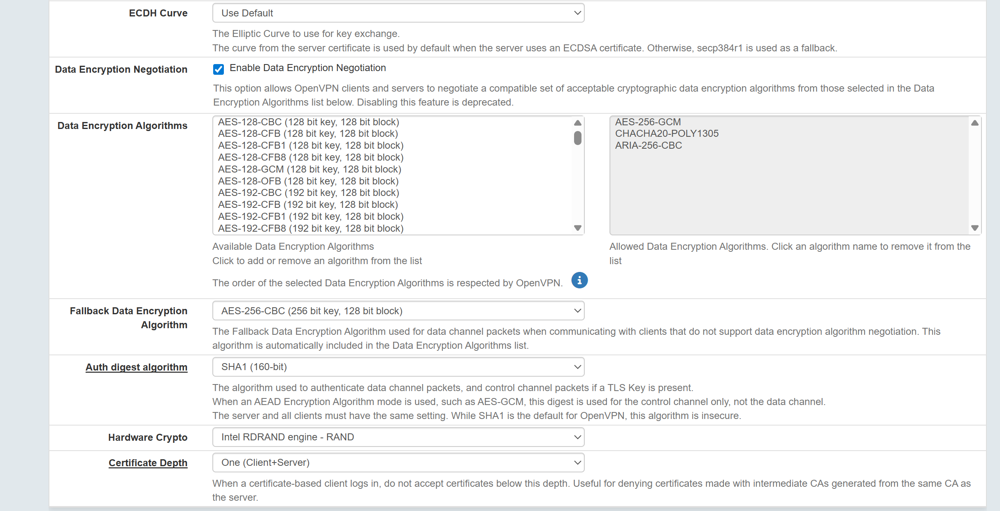 ECDH Curve
Use Default
The Elliptic Curve to use for key exchange.
The curve from the server certificate is used by default when the server uses an ECDSA certificate. Otherwise, secp384r1 is used as a fallback.
Data Encryption Negotiation
Enable Data Encryption Negotiation
This option allows OpenVPN clients and servers to negotiate a compatible set of acceptable cryptographic data encryption algorithms from those selected in the Data
Encryption Algorithms list below. Disabling this feature is deprecated.
Data Encryption Algorithms
AES-128-CBC (128 bit key, 128 bit block)
AES-128-CFB (128 bit key, 128 bit block)
AES-128-CFB1 (128 bit key, 128 bit block)
AES-128-CFB8 (128 bit key, 128 bit block)
AES-128-GCM (128 bit key, 128 bit block)
AES-128-OFB (128 bit key, 128 bit block)
AES-192-CBC (192 bit key, 128 bit block)
AES-192-CFB (192 bit key, 128 bit block)
AES-192-CFB1 (192 bit key, 128 bit block)
AES-192-CFB8 (192 bit key, 128 bit block)
Available Data Encryption Algorithms
Click to add or remove an algorithm from the list
AES-256-GCM
CHACHA20-POLY1305
ARIA-256-CBC
Allowed Data Encryption Algorithms. Click an algorithm name to remove it from the
list
The order of the selected Data Encryption Algorithms is respected by OpenVPN.
Fallback Data Encryption
Algorithm
AES-256-CBC (256 bit key, 128 bit block)
The Fallback Data Encryption Algorithm used for data channel packets when communicating with clients that do not support data encryption algorithm negotiation. This
algorithm is automatically included in the Data Encryption Algorithms list.
Auth digest algorithm
SHA1 (160-bit)
The algorithm used to authenticate data channel packets, and control channel packets if a TLS Key is present.
When an AEAD Encryption Algorithm mode is used, such as AES-GCM, this digest is used for the control channel only, not the data channel.
The server and all clients must have the same setting. While SHA1 is the default for OpenVPN, this algorithm is insecure.
Hardware Crypto
Intel RDRAND engine - RAND
Certificate Depth
One (Client+Server)
When a certificate-based client logs in, do not accept certificates below this depth. Useful for denying certificates made with intermediate CAs generated from the same CA as
the server.